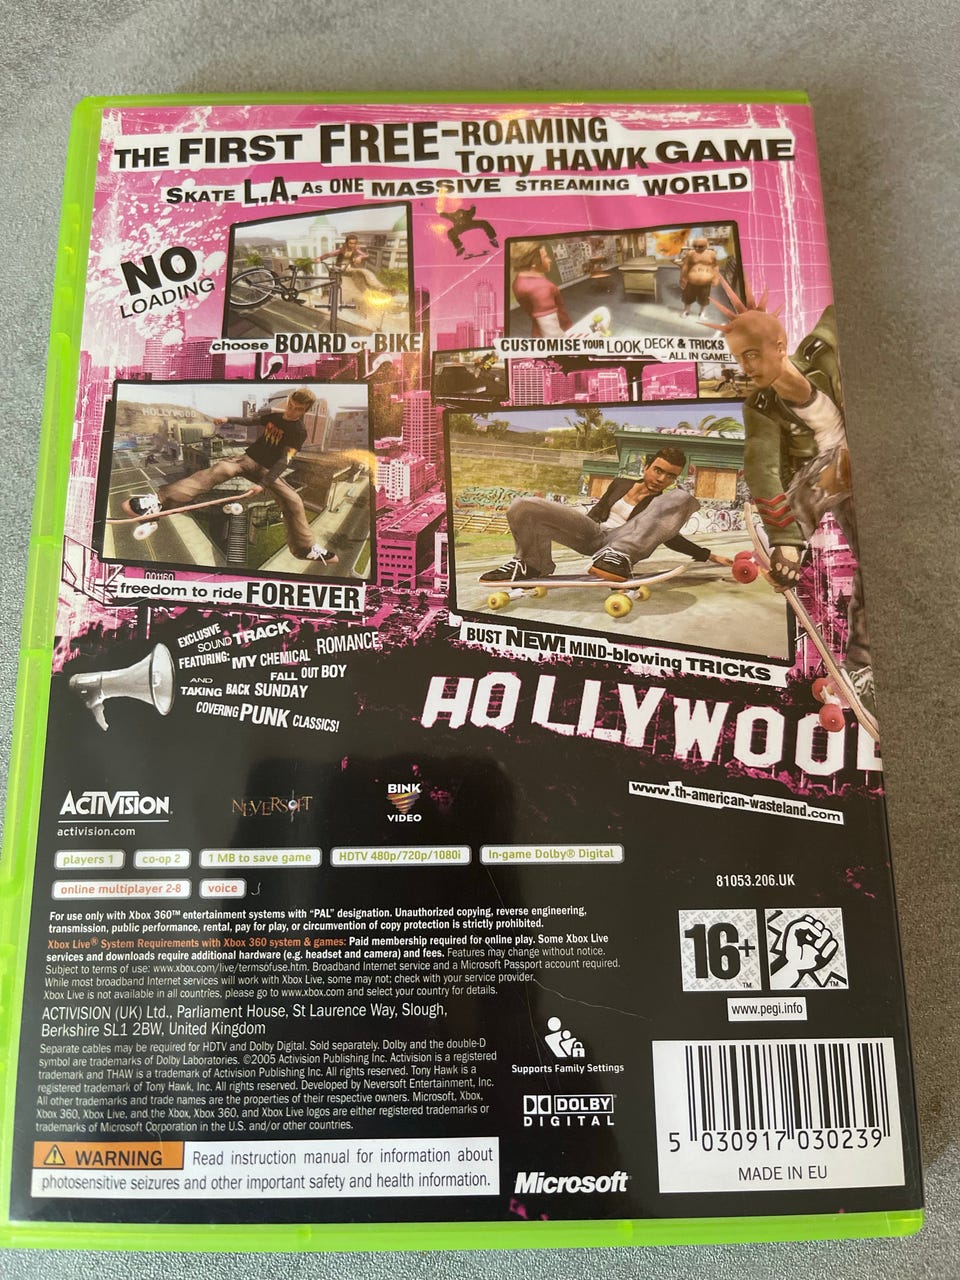 THE FIRST FREE-ROAMING
Tony HAWK GAME
SKATE L.A. AS ONE MASSIVE STREAMING WORLD
NO
LOADING
choose BOARD or BIKE
CUSTOMISE YOUR LOOK, DECK & TRICKS
– ALL IN GAME!
HOLLYWOOD
001160
freedom to ride FOREVER
BUST NEW! MIND-blowing TRICKS
EXCLUSIVE
SOUND TRACK
FEATURING: MY CHEMICAL ROMANCE,
FALL OUT BOY
AND
TAKING BACK SUNDAY
COVERING PUNK CLASSICS!
HOLLYWOOD
www.th-american-wasteland.com
ACTIVISION.
activision.com
NEVERSOFT
BINK
VIDEO
players 1
co-op 2
1 MB to save game
HDTV 480p/720p/1080i
In-game Dolby® Digital
online multiplayer 2-8
voice
81053.206.UK
For use only with Xbox 360™ entertainment systems with "PAL" designation. Unauthorized copying, reverse engineering,
transmission, public performance, rental, pay for play, or circumvention of copy protection is strictly prohibited.
Xbox Live® System Requirements with Xbox 360 system & games: Paid membership required for online play. Some Xbox Live
services and downloads require additional hardware (e.g. headset and camera) and fees. Features may change without notice.
Subject to terms of use: www.xbox.com/live/termsofuse.htm. Broadband Internet service and a Microsoft Passport account required.
While most broadband Internet services will work with Xbox Live, some may not; check with your service provider.
Xbox Live is not available in all countries, please go to www.xbox.com and select your country for details.
ACTIVISION (UK) Ltd., Parliament House, St Laurence Way, Slough,
Berkshire SL1 2BW, United Kingdom
Separate cables may be required for HDTV and Dolby Digital. Sold separately. Dolby and the double-D
symbol are trademarks of Dolby Laboratories. ©2005 Activision Publishing Inc. Activision is a registered
trademark and THAW is a trademark of Activision Publishing Inc. All rights reserved. Tony Hawk is a
registered trademark of Tony Hawk, Inc. All rights reserved. Developed by Neversoft Entertainment, Inc.
All other trademarks and trade names are the properties of their respective owners. Microsoft, Xbox,
Xbox 360, Xbox Live, and the Xbox, Xbox 360, and Xbox Live logos are either registered trademarks or
trademarks of Microsoft Corporation in the U.S. and/or other countries.
WARNING
Read instruction manual for information about
photosensitive seizures and other important safety and health information.
16+
TM
TM
www.pegi.info
Supports Family Settings
DOLBY
DIGITAL
Microsoft
5 030917 030239
MADE IN EU